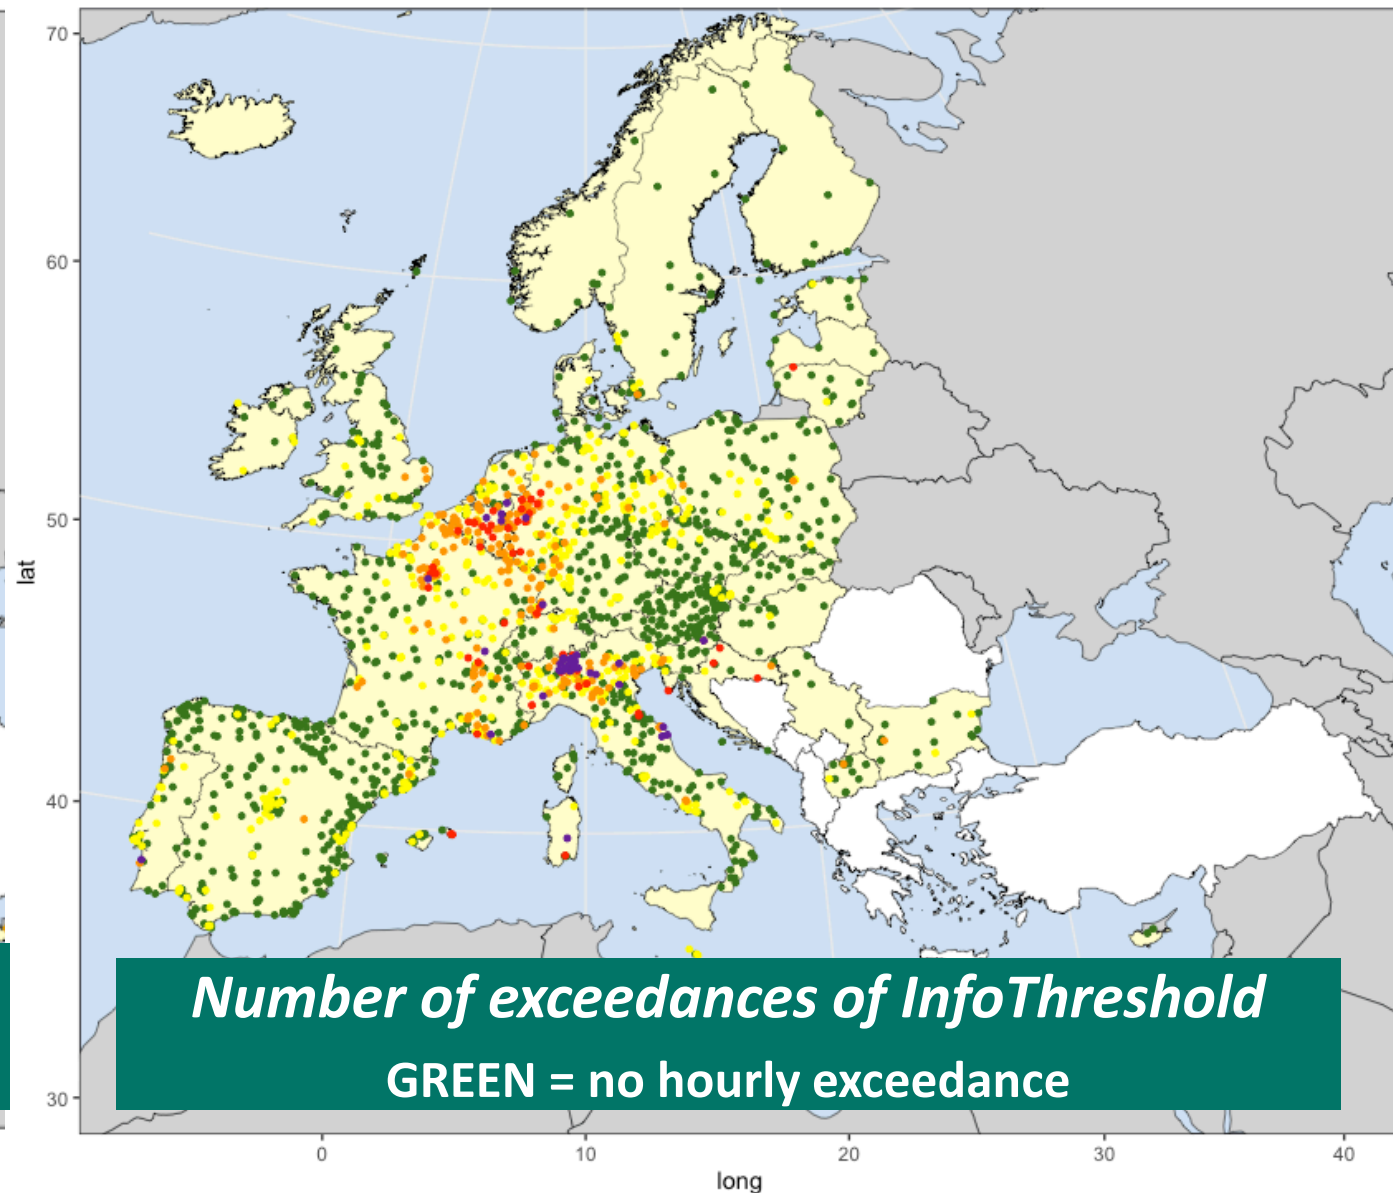 70
60
50
40
30
lat
Number of exceedances of InfoThreshold
GREEN = no hourly exceedance
0
10
20
30
40
long